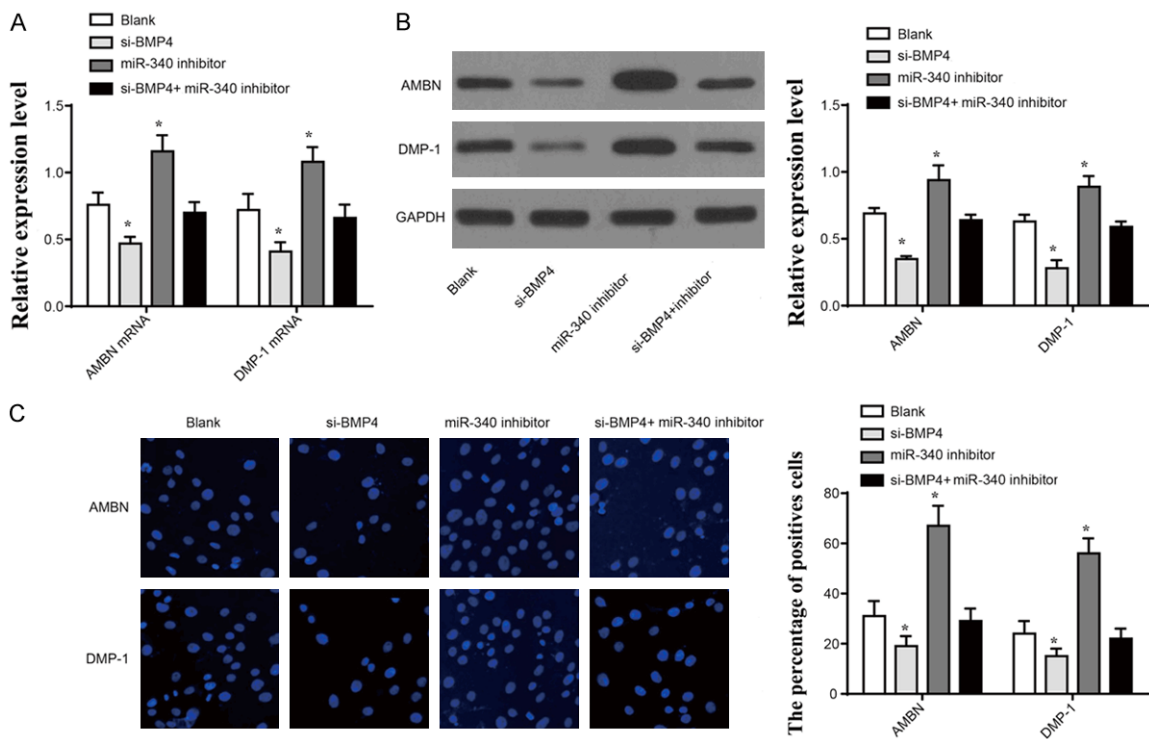 A
Blank
si-BMP4
miR-340 inhibitor
si-BMP4+ miR-340 inhibitor
Relative expression level
1.5
1.0
0.5
0.0
*
*
*
*
AMBN mRNA
DMP-1 mRNA
B
AMBN
DMP-1
GAPDH
Blank
si-BMP4
miR-340 inhibitor
si-BMP4+inhibitor
Blank
si-BMP4
miR-340 inhibitor
si-BMP4+ miR-340 inhibitor
Relative expression level
1.5
1.0
0.5
0.0
*
*
*
*
AMBN
DMP-1
C
Blank
si-BMP4
miR-340 inhibitor
si-BMP4+ miR-340 inhibitor
AMBN
DMP-1
Blank
si-BMP4
miR-340 inhibitor
si-BMP4+ miR-340 inhibitor
The percentage of positives cells
80
60
40
20
0
*
*
*
*
AMBN
DMP-1